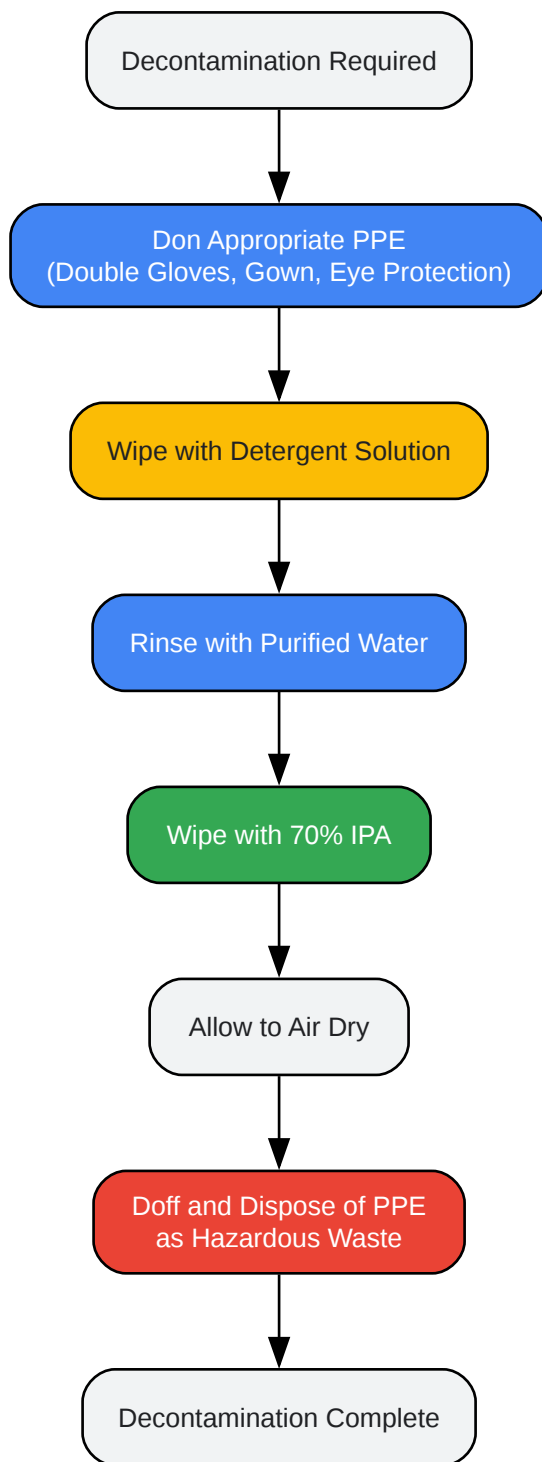 Decontamination Required
Don Appropriate PPE
(Double Gloves, Gown, Eye Protection)
Wipe with Detergent Solution
Rinse with Purified Water
Wipe with 70% IPA
Allow to Air Dry
Doff and Dispose of PPE
as Hazardous Waste
Decontamination Complete